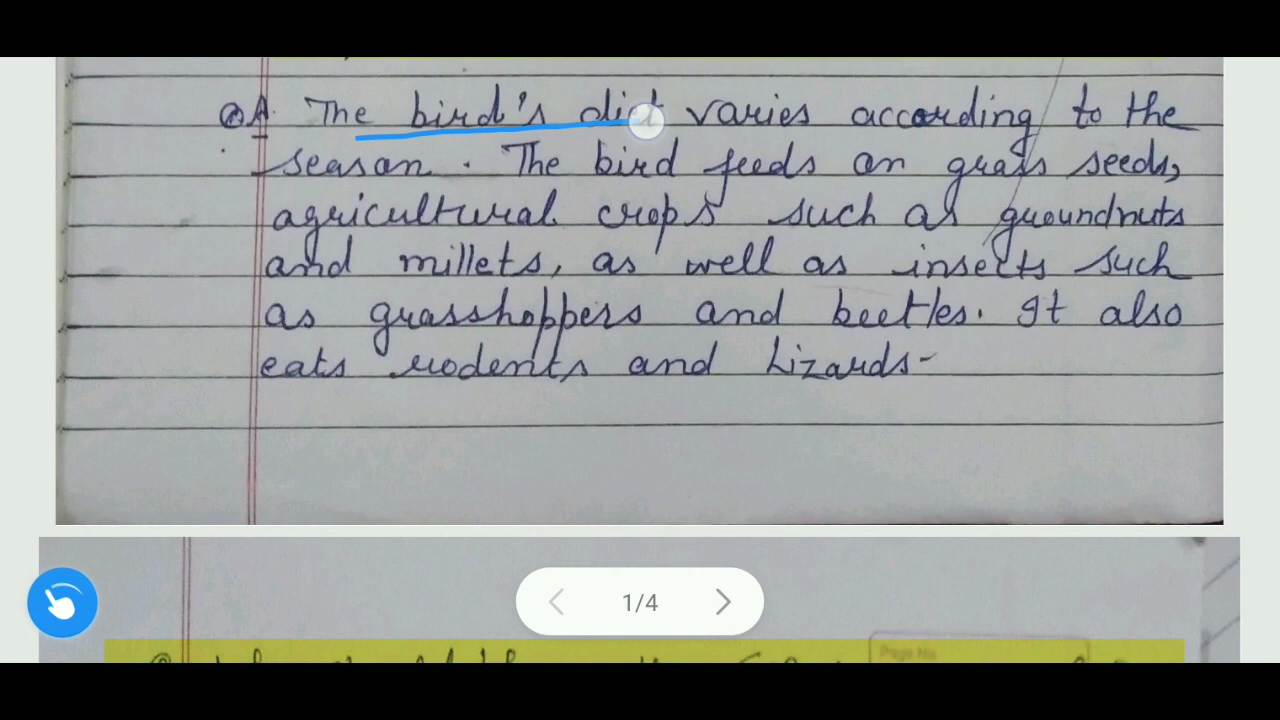 A. The bird's diet varies according to the
season. The bird feeds on grass seeds,
agricultural crops such as groundnuts
and millets, as well as insects such
as grasshoppers and beetles. It also
eats rodents and Lizards-
1/4
Page No